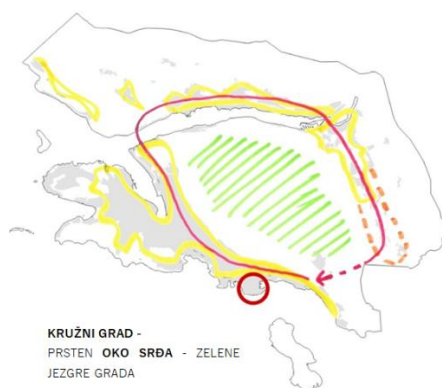 KRUŽNI GRAD -
PRSTEN OKO SRĐA - ZELENE
JEZGRE GRADA